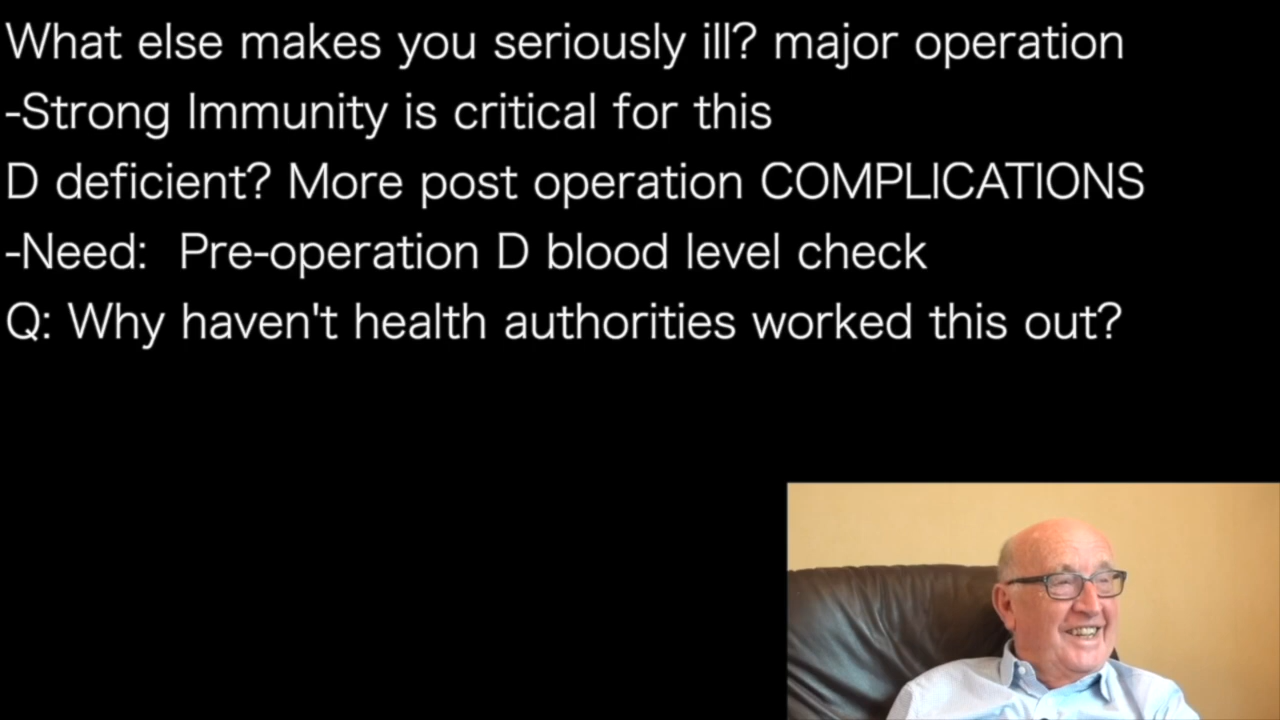 What else makes you seriously ill? major operation
-Strong Immunity is critical for this
D deficient? More post operation COMPLICATIONS
-Need:  Pre-operation D blood level check
Q: Why haven't health authorities worked this out?